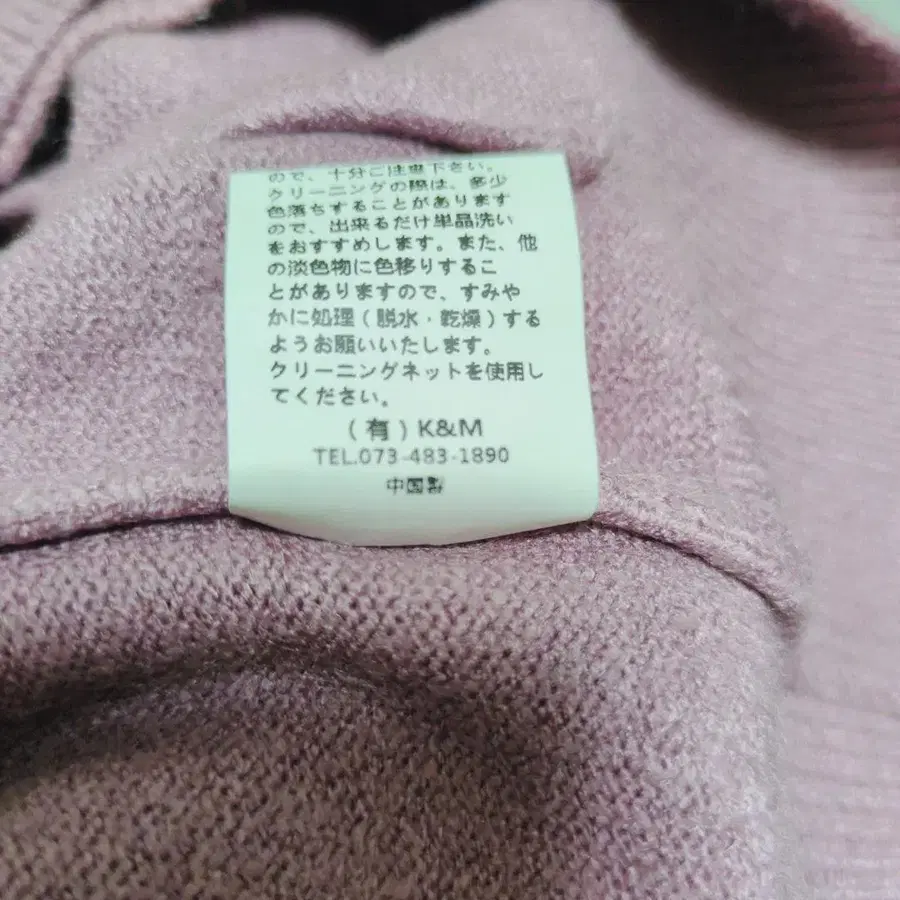 ので、十分ご注意下さい。
クリーニングの際は、多少
色落ちすることがあります
ので、出来るだけ単品洗い
をおすすめします。また、他
の淡色物に色移りするこ
とがありますので、すみや
かに処理(脱水・乾燥)する
ようお願いいたします。
クリーニングネットを使用し
てください。
(有)K&M
TEL.073-483-1890
中国製